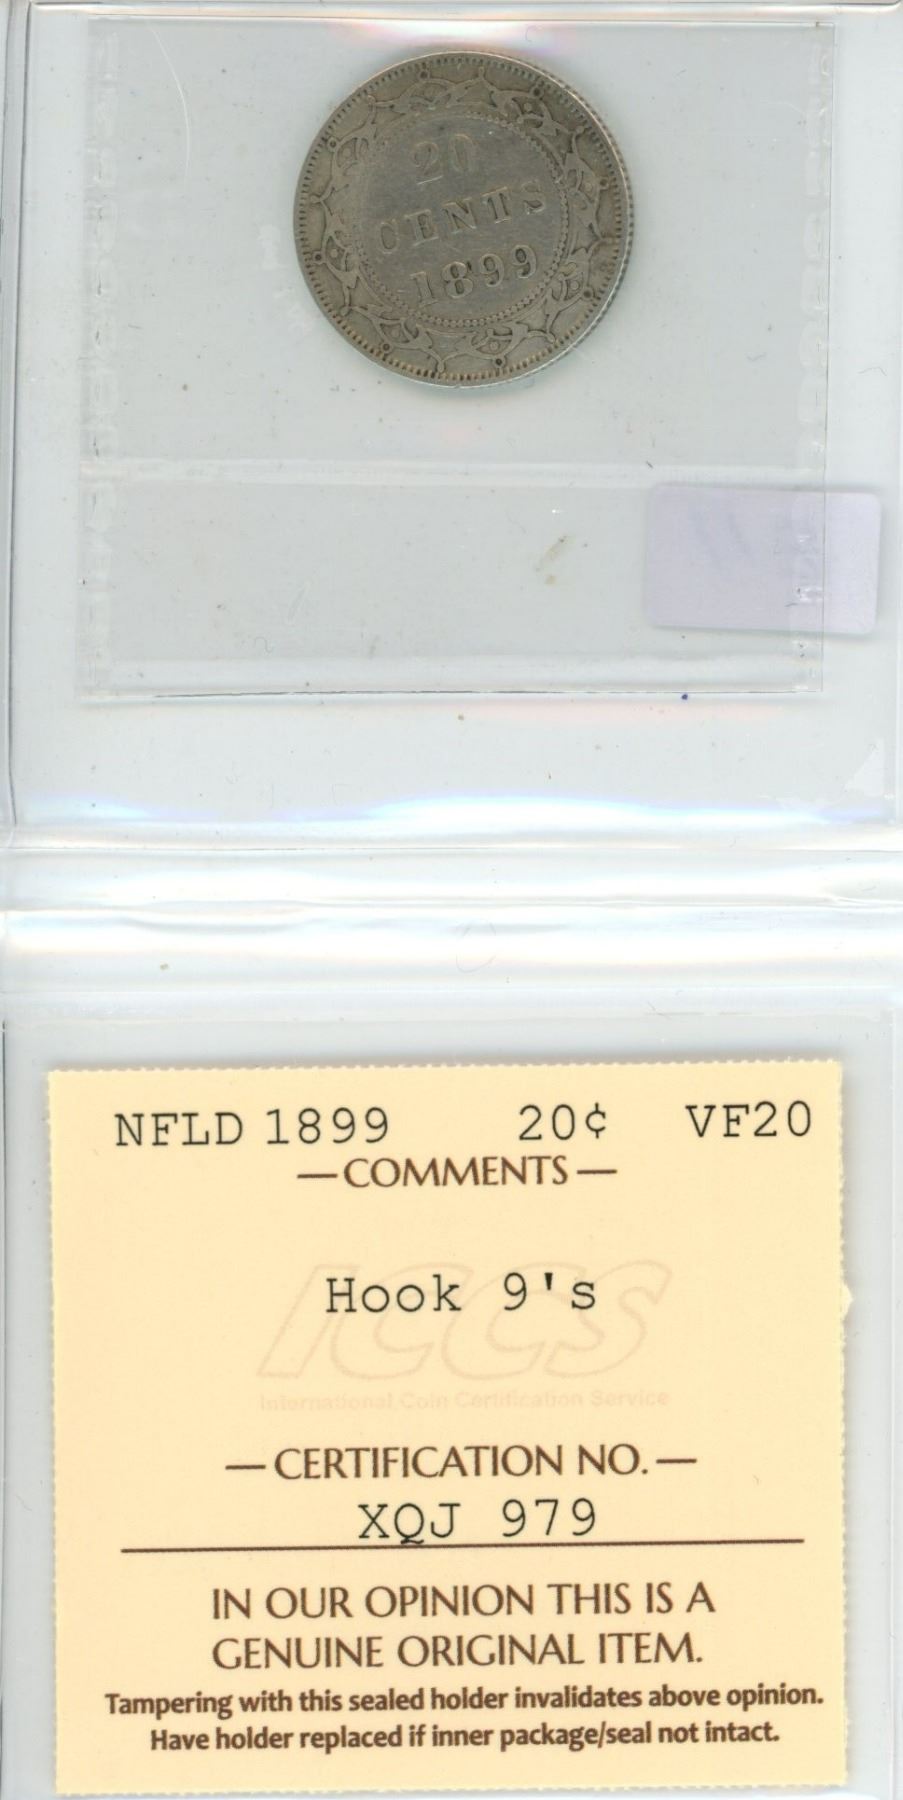 20
CENTS
1899
NFLD 1899 20¢ VF20
—COMMENTS—
Hook 9's
ICCS
International Coin Certification Service
—CERTIFICATION NO.—
XQJ 979
IN OUR OPINION THIS IS A
GENUINE ORIGINAL ITEM.
Tampering with this sealed holder invalidates above opinion.
Have holder replaced if inner package/seal not intact.